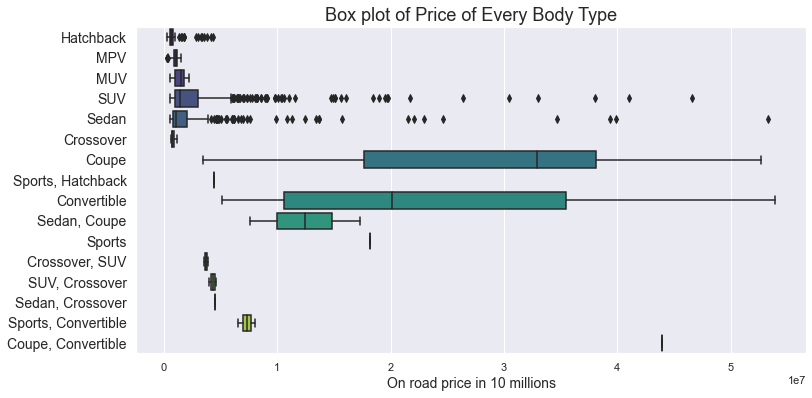 Box plot of Price of Every Body Type
Hatchback
MPV
MUV
SUV
Sedan
Crossover
Coupe
Sports, Hatchback
Convertible
Sedan, Coupe
Sports
Crossover, SUV
SUV, Crossover
Sedan, Crossover
Sports, Convertible
Coupe, Convertible
0 1 2 3 4 5
1e7
On road price in 10 millions